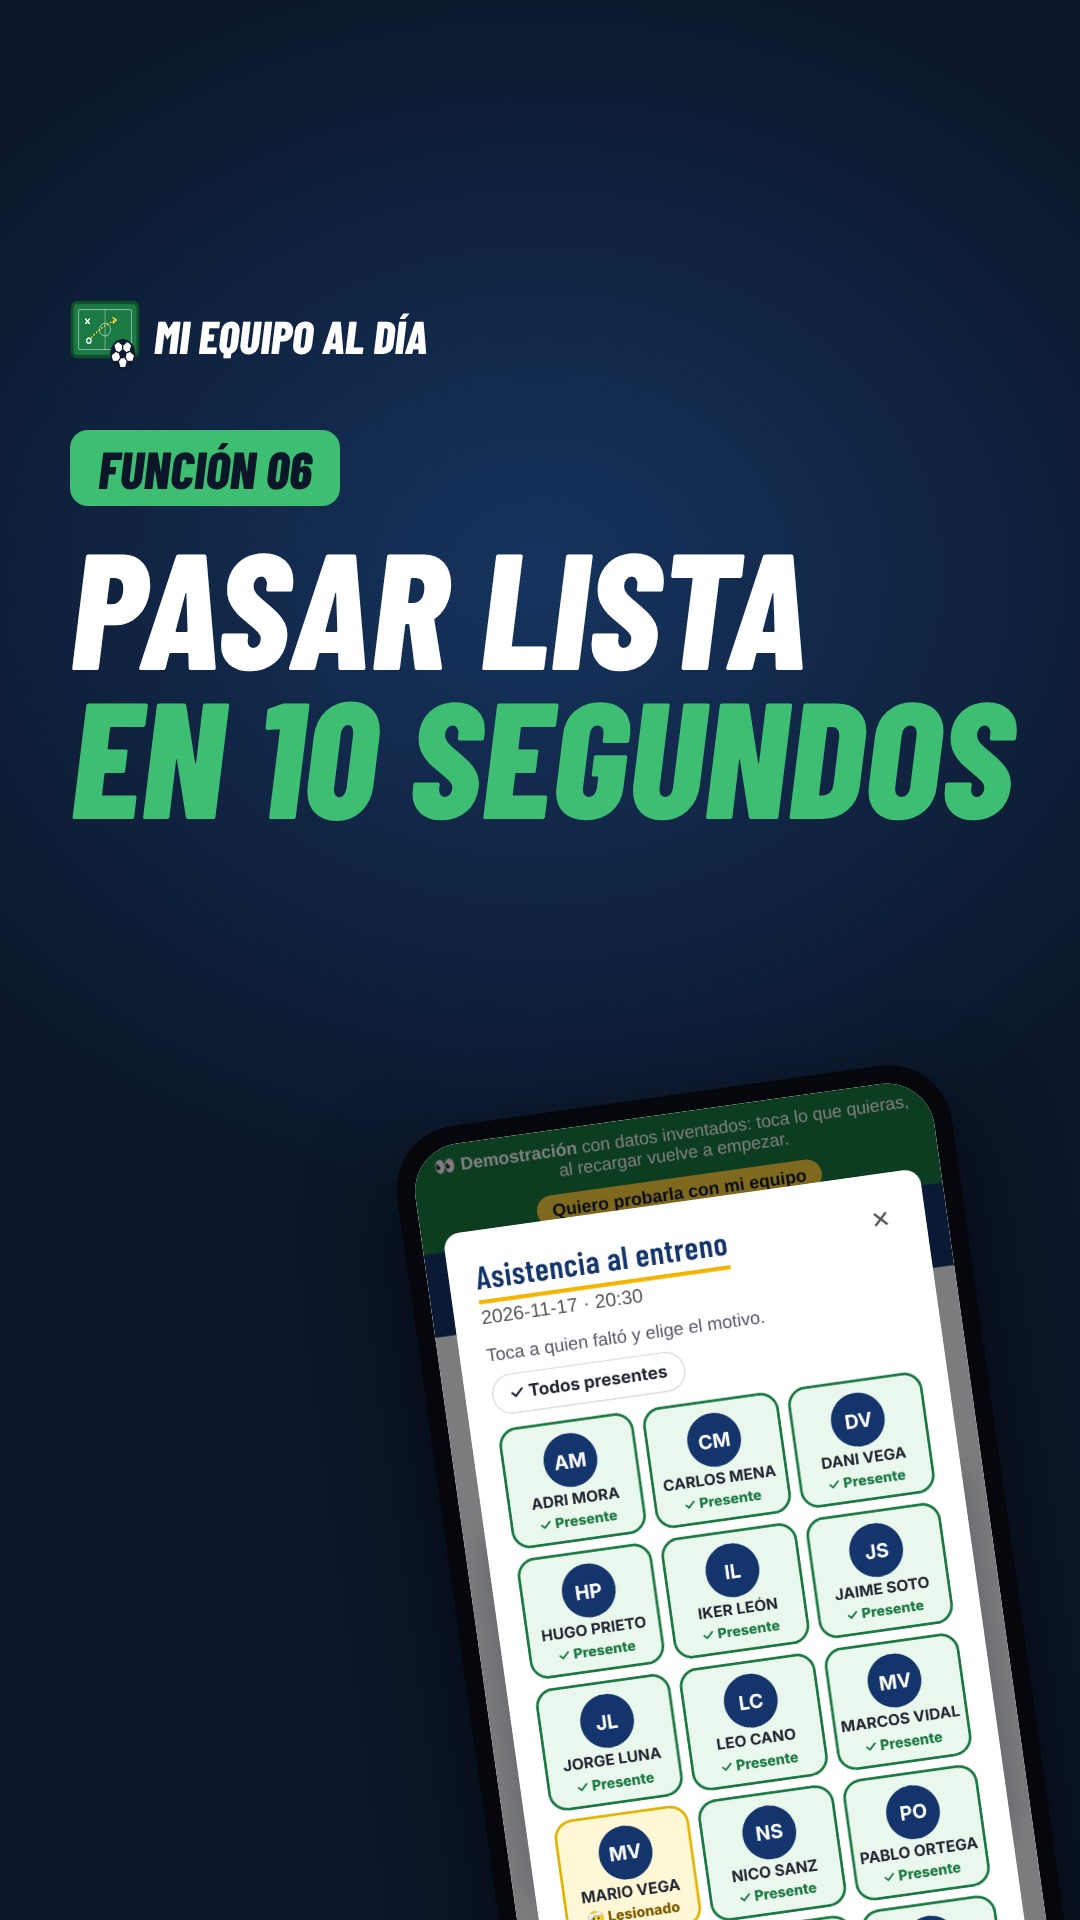 MI EQUIPO AL DÍA
FUNCIÓN 06
PASAR LISTA
EN 10 SEGUNDOS
👀 Demostración con datos inventados: toca lo que quieras,
al recargar vuelve a empezar.
Quiero probarla con mi equipo
✕
Asistencia al entreno
2026-11-17 · 20:30
Toca a quien faltó y elige el motivo.
✓ Todos presentes
AM CM DV
ADRI MORA CARLOS MENA DANI VEGA
✓ Presente ✓ Presente ✓ Presente
HP IL JS
HUGO PRIETO IKER LEÓN JAIME SOTO
✓ Presente ✓ Presente ✓ Presente
JL LC MV
JORGE LUNA LEO CANO MARCOS VIDAL
✓ Presente ✓ Presente ✓ Presente
MV NS PO
MARIO VEGA NICO SANZ PABLO ORTEGA
🤕 Lesionado ✓ Presente ✓ Presente